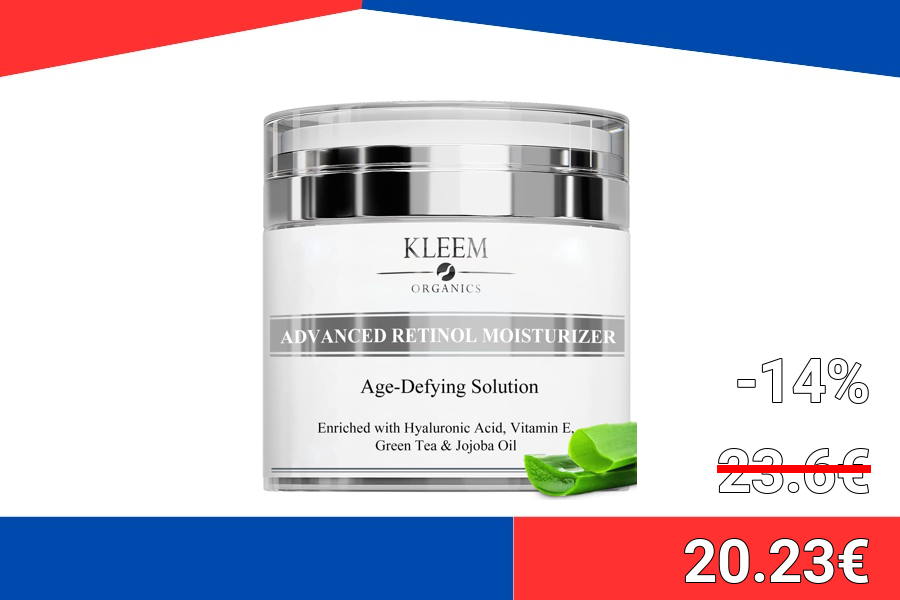 KLEEM
ORGANICS
ADVANCED RETINOL MOISTURIZER
Age-Defying Solution
Enriched with Hyaluronic Acid, Vitamin E,
Green Tea & Jojoba Oil
-14%
23.6€
20.23€